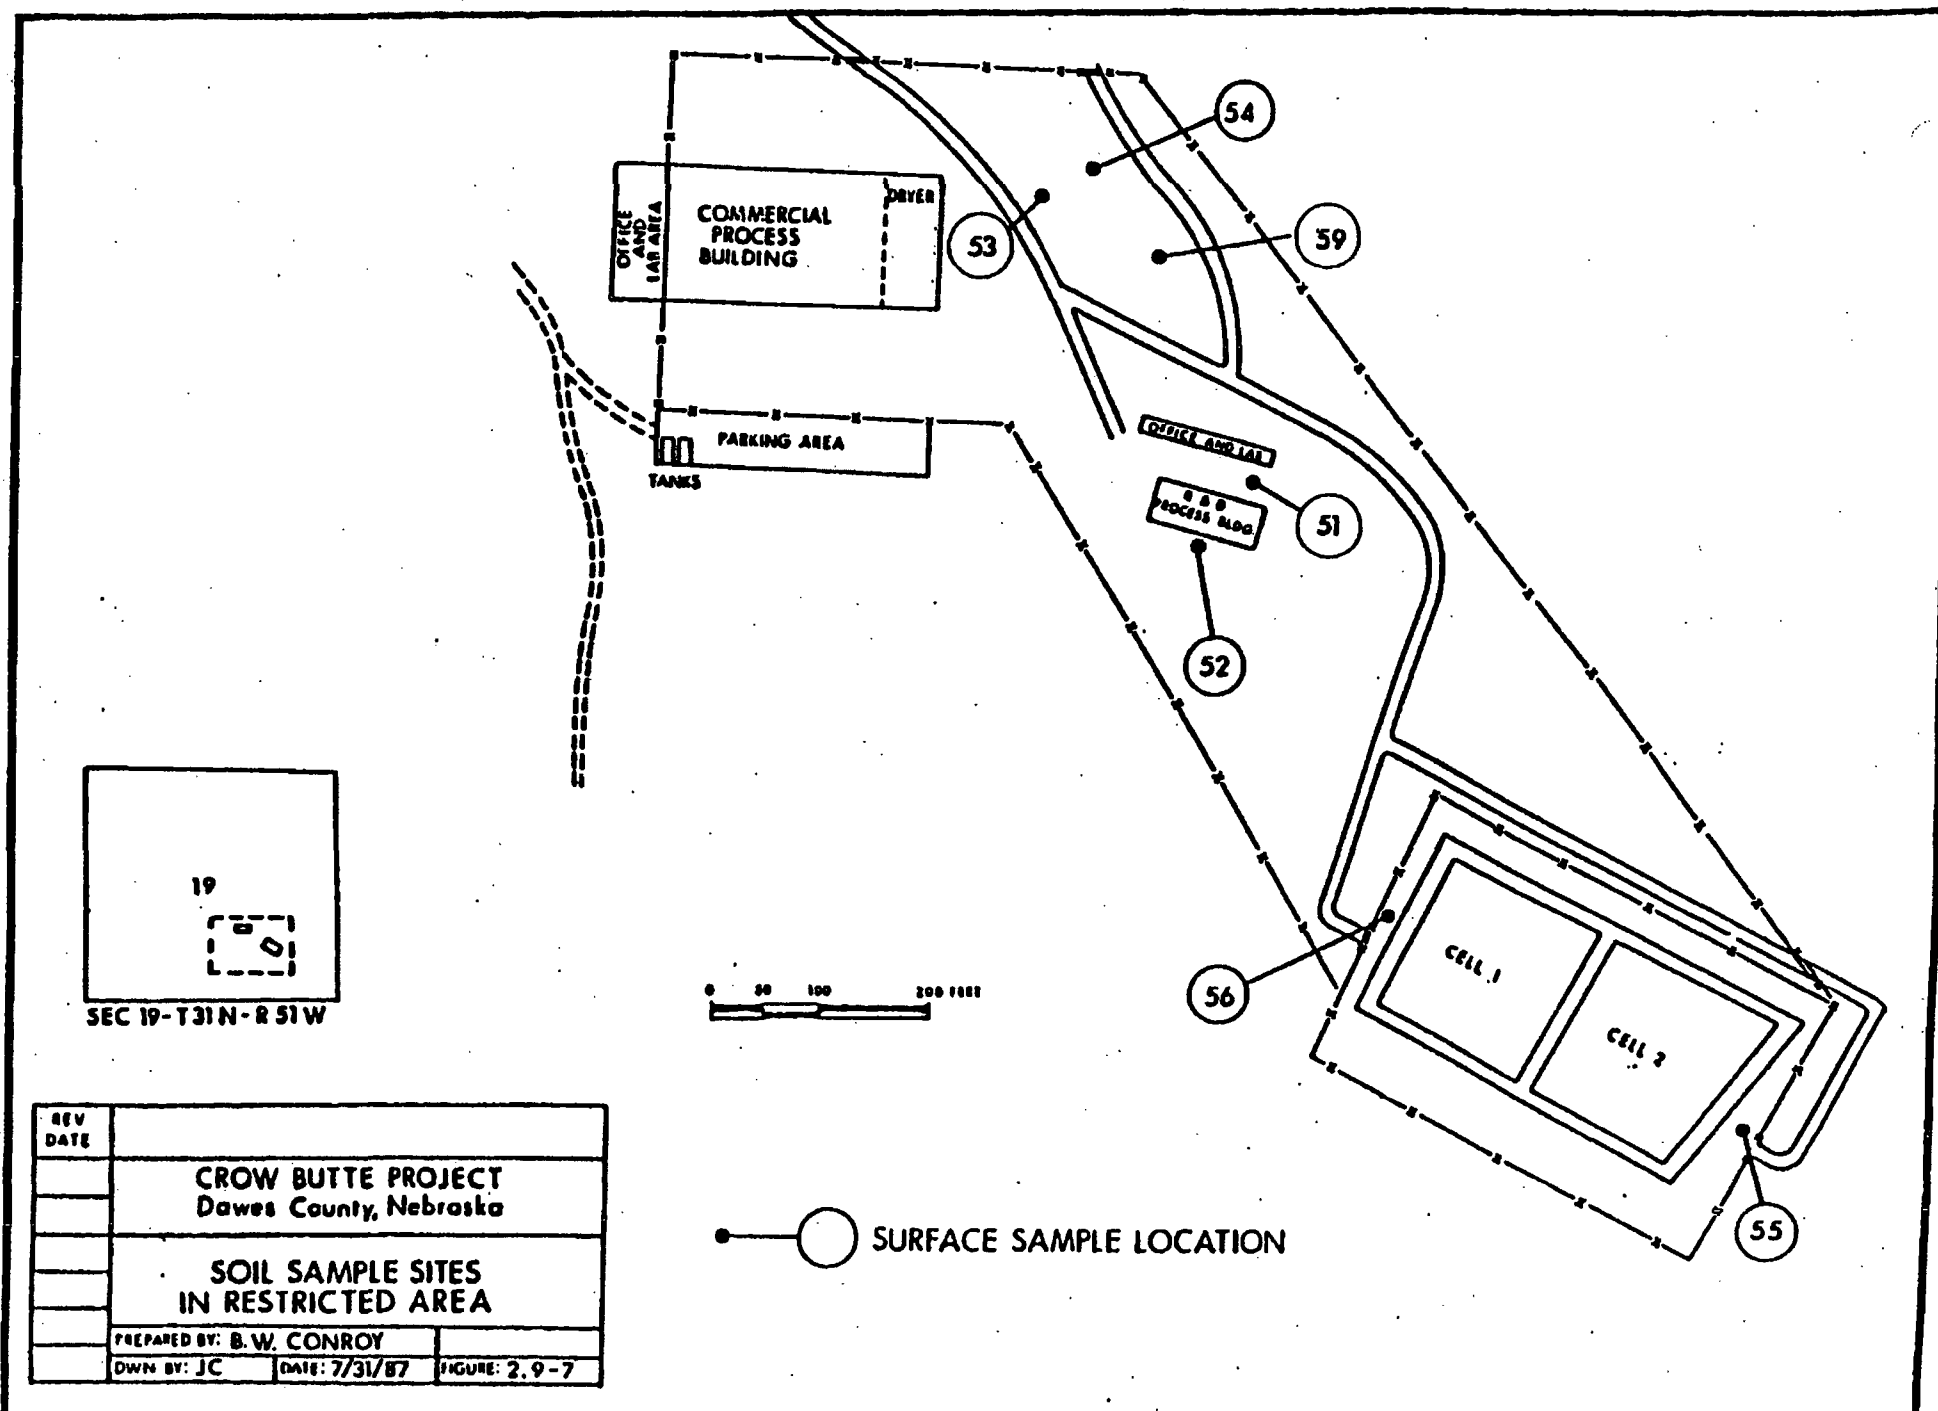 54
DRYER
OFFICE
AND
LAB AREA
COMMERCIAL
PROCESS
BUILDING
53
59
PARKING AREA
TANKS
OFFICE AND LAB
R & D
PROCESS BLDG.
51
52
19
SEC 19-T31N-R51W
0 50 100 200 FEET
56
CELL 1
CELL 2
55
REV
DATE
CROW BUTTE PROJECT
Dawes County, Nebraska
SOIL SAMPLE SITES
IN RESTRICTED AREA
PREPARED BY: B.W. CONROY
DWN BY: JC DATE: 7/31/87 FIGURE: 2.9-7
SURFACE SAMPLE LOCATION